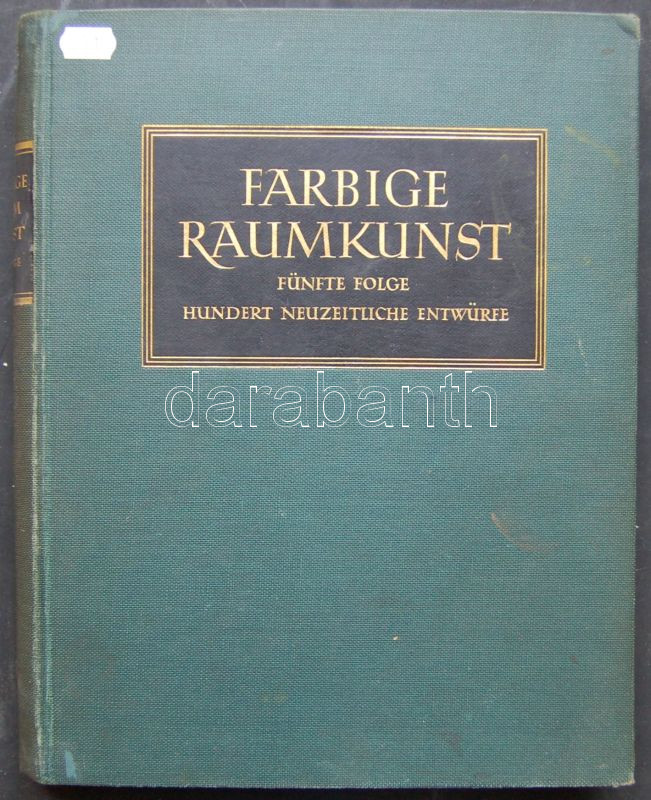 FARBIGE
RAUMKUNST
FÜNFTE FOLGE
HUNDERT NEUZEITLICHE ENTWÜRFE
darabanth